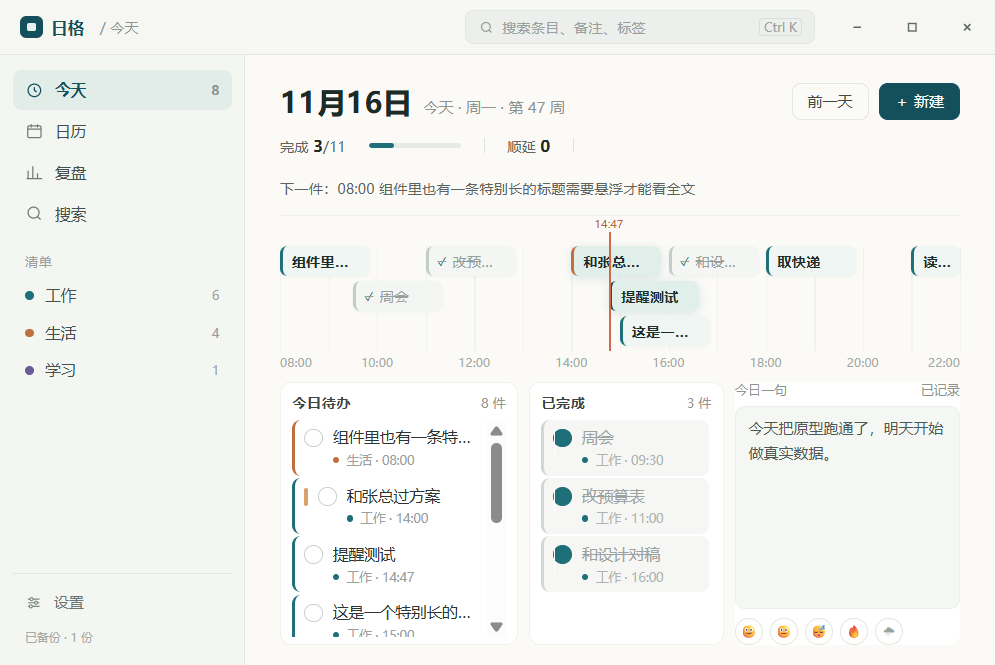 日格 / 今天
搜索条目、备注、标签 Ctrl K
今天 8
日历
复盘
搜索
清单
工作 6
生活 4
学习 1
设置
已备份 · 1 份
11月16日 今天 · 周一 · 第 47 周
前一天
+ 新建
完成 3/11 顺延 0
下一件: 08:00 组件里也有一条特别长的标题需要悬浮才能看全文
14:47
组件里... ✓ 改预... 和张总... ✓ 和设... 取快递 读...
✓ 周会 提醒测试
这是一...
08:00 10:00 12:00 14:00 16:00 18:00 20:00 22:00
今日待办 8 件
组件里也有一条特...
生活 · 08:00
和张总过方案
工作 · 14:00
提醒测试
工作 · 14:47
这是一个特别长的...
工作 · 15:00
已完成 3 件
周会
工作 · 09:30
改预算表
工作 · 11:00
和设计对稿
工作 · 16:00
今日一句 已记录
今天把原型跑通了，明天开始
做真实数据。